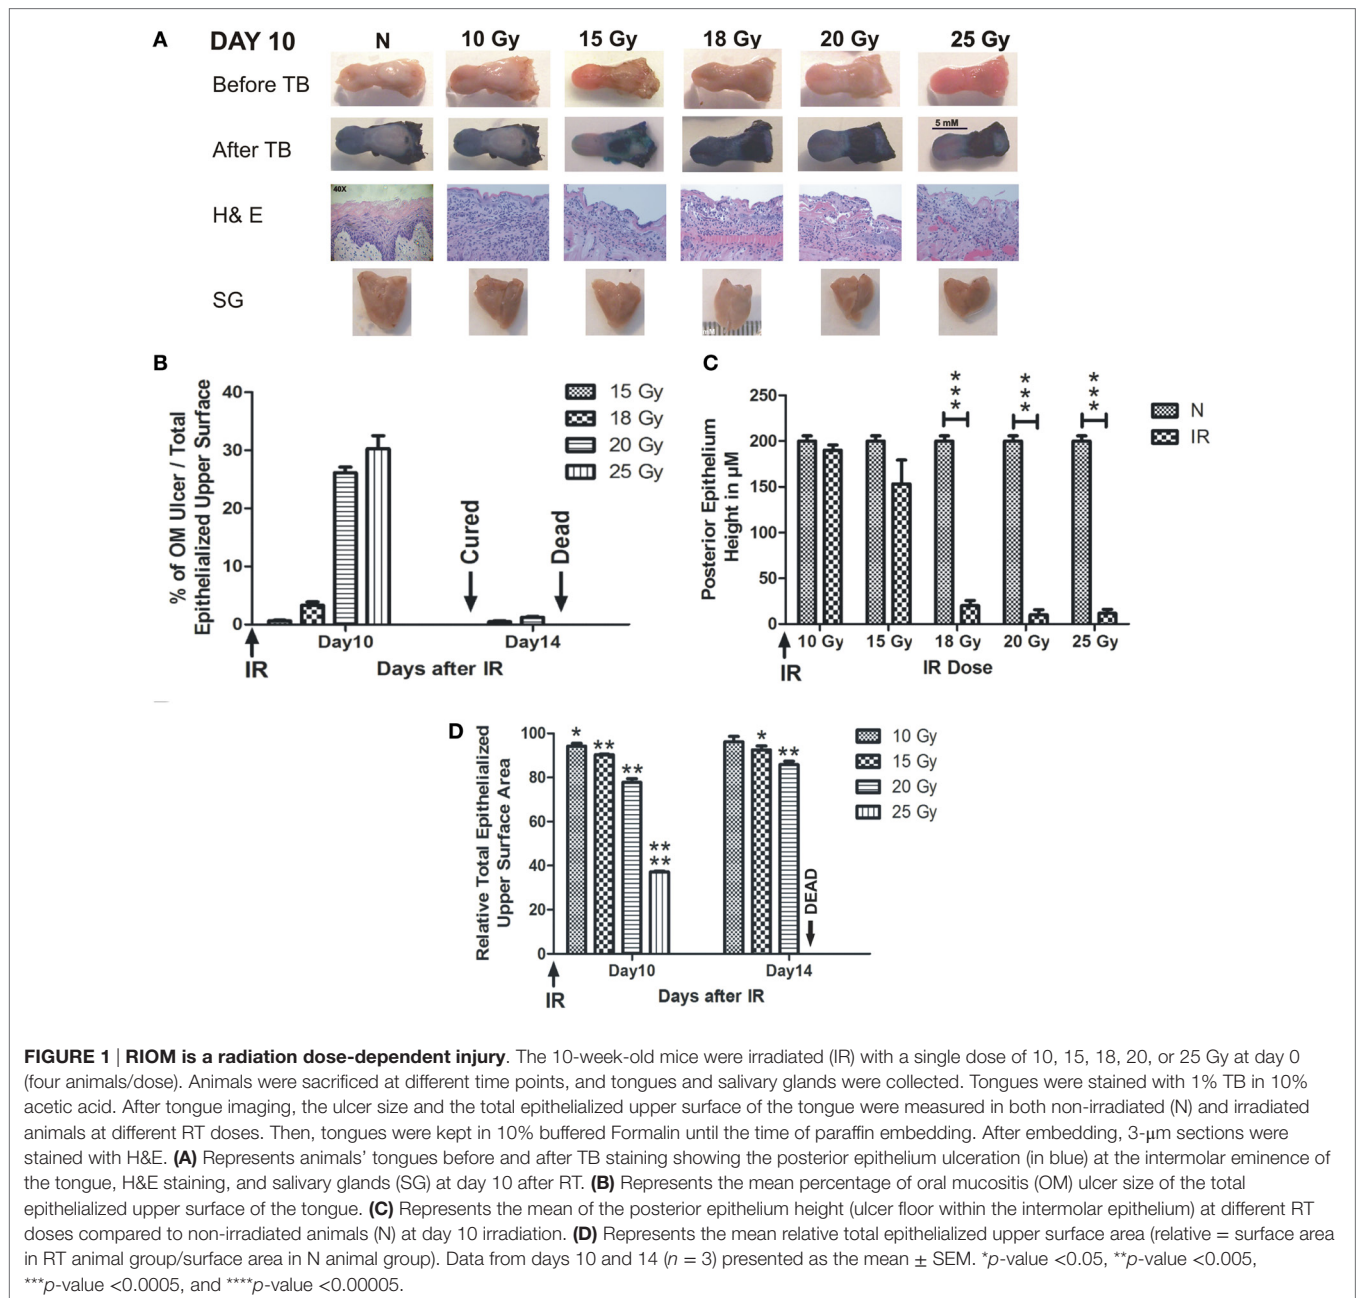 A DAY 10 N 10 Gy 15 Gy 18 Gy 20 Gy 25 Gy
Before TB
After TB
5 mM
H& E
40X
SG
B
% of OM Ulcer / Total
Epithelialized Upper Surface
40
30
20
10
0
15 Gy
18 Gy
20 Gy
25 Gy
Cured
Dead
Day10 Day14
IR
Days after IR
C
Posterior Epithelium
Height in µM
250
200
150
100
50
0
*** *** ***
N
IR
10 Gy 15 Gy 18 Gy 20 Gy 25 Gy
IR
IR Dose
D
Relative Total Epithelialized
Upper Surface Area
100
80
60
40
20
0
* ** ** ****
* **
10 Gy
15 Gy
20 Gy
25 Gy
DEAD
Day10 Day14
IR
Days after IR
FIGURE 1 | RIOM is a radiation dose-dependent injury. The 10-week-old mice were irradiated (IR) with a single dose of 10, 15, 18, 20, or 25 Gy at day 0
(four animals/dose). Animals were sacrificed at different time points, and tongues and salivary glands were collected. Tongues were stained with 1% TB in 10%
acetic acid. After tongue imaging, the ulcer size and the total epithelialized upper surface of the tongue were measured in both non-irradiated (N) and irradiated
animals at different RT doses. Then, tongues were kept in 10% buffered Formalin until the time of paraffin embedding. After embedding, 3-µm sections were
stained with H&E. (A) Represents animals' tongues before and after TB staining showing the posterior epithelium ulceration (in blue) at the intermolar eminence of
the tongue, H&E staining, and salivary glands (SG) at day 10 after RT. (B) Represents the mean percentage of oral mucositis (OM) ulcer size of the total
epithelialized upper surface of the tongue. (C) Represents the mean of the posterior epithelium height (ulcer floor within the intermolar epithelium) at different RT
doses compared to non-irradiated animals (N) at day 10 irradiation. (D) Represents the mean relative total epithelialized upper surface area (relative = surface area
in RT animal group/surface area in N animal group). Data from days 10 and 14 (n = 3) presented as the mean ± SEM. *p-value <0.05, **p-value <0.005,
***p-value <0.0005, and ****p-value <0.00005.